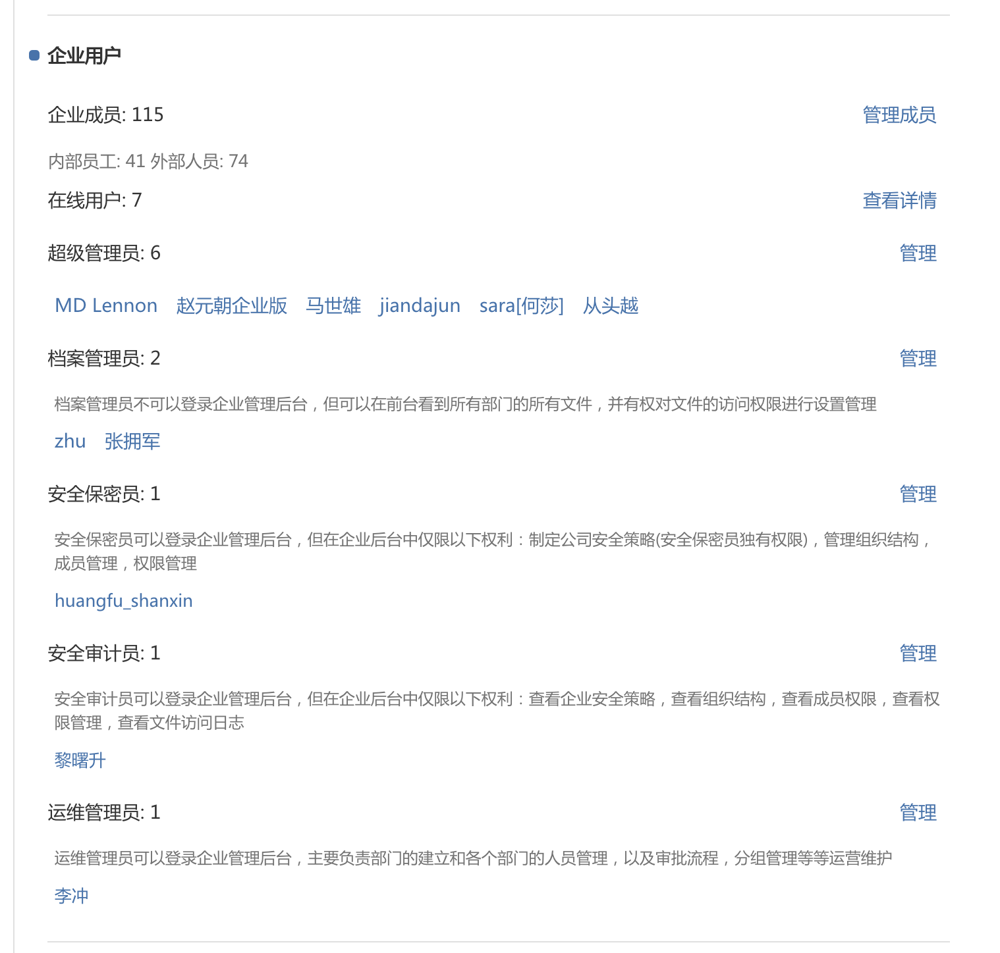 企业用户
企业成员: 115 管理成员
内部员工: 41 外部人员: 74
在线用户: 7 查看详情
超级管理员: 6 管理
MD Lennon 赵元朝企业版 马世雄 jiandajun sara[何莎] 从头越
档案管理员: 2 管理
档案管理员不可以登录企业管理后台，但可以在前台看到所有部门的所有文件，并有权对文件的访问权限进行设置管理
zhu 张拥军
安全保密员: 1 管理
安全保密员可以登录企业管理后台，但在企业后台中仅限以下权利：制定公司安全策略(安全保密员独有权限)，管理组织结构，
成员管理，权限管理
huangfu_shanxin
安全审计员: 1 管理
安全审计员可以登录企业管理后台，但在企业后台中仅限以下权利：查看企业安全策略，查看组织结构，查看成员权限，查看权
限管理，查看文件访问日志
黎曙升
运维管理员: 1 管理
运维管理员可以登录企业管理后台，主要负责部门的建立和各个部门的人员管理，以及审批流程，分组管理等等运营维护
李冲